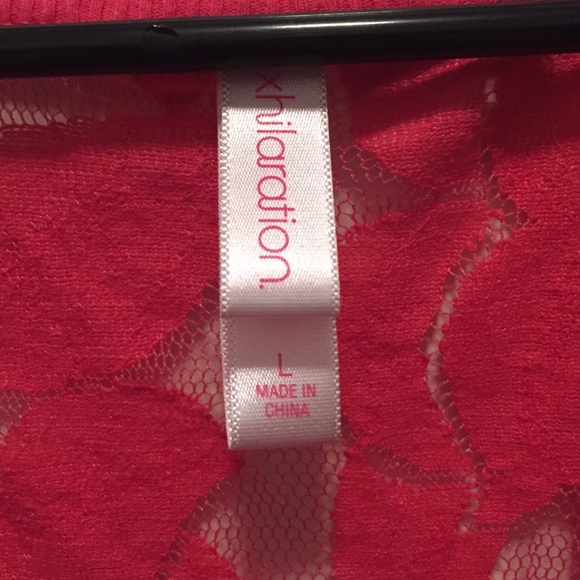 xhilaration.
L
MADE IN
CHINA